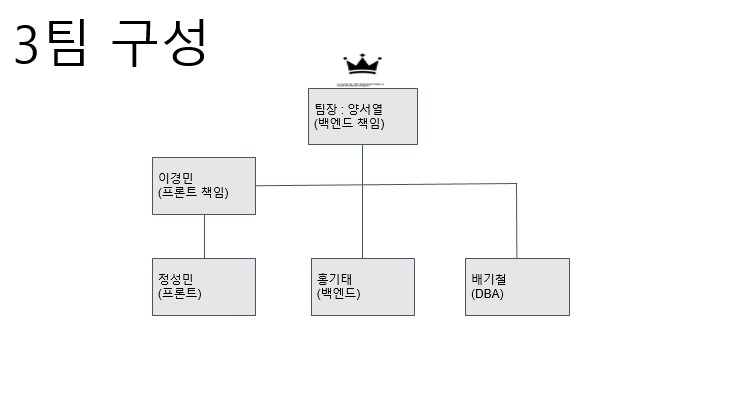 3팀 구성
팀장 : 양서열
(백엔드 책임)
이경민
(프론트 책임)
정성민
(프론트)
홍기태
(백엔드)
배기철
(DBA)